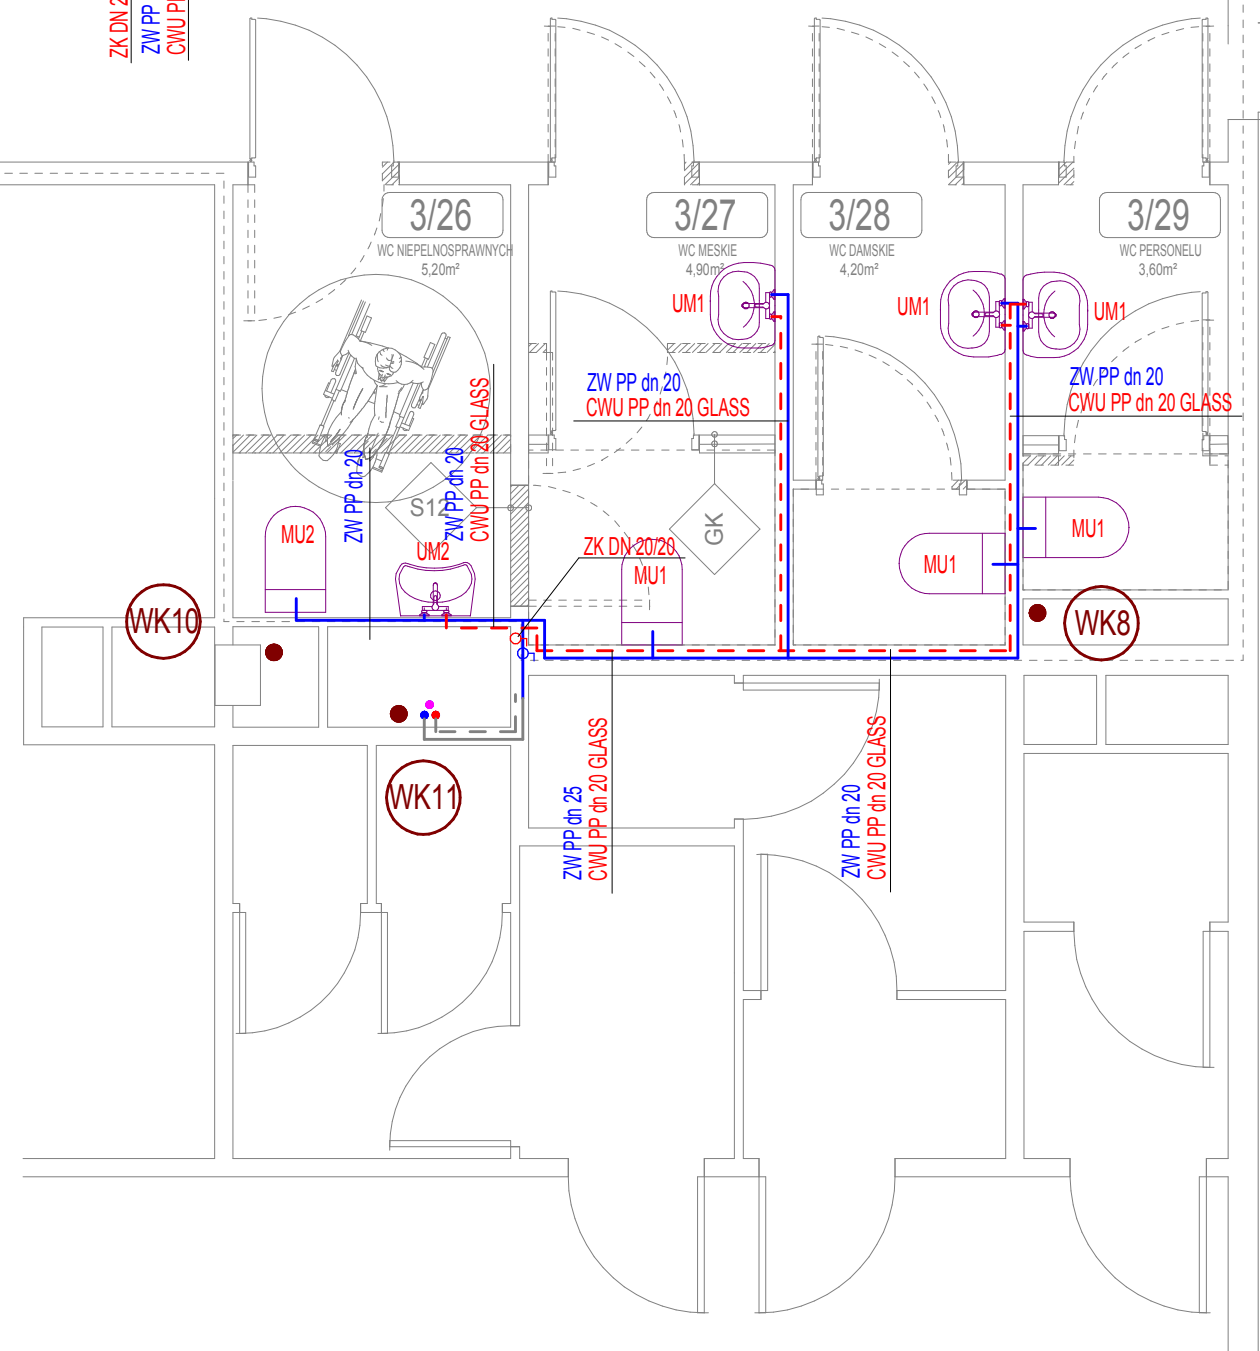 ZK DN 2
ZW PP
CWU P
3/26
WC NIEPELNOSPRAWNYCH
5,20m²
3/27
WC MESKIE
4,90m²
3/28
WC DAMSKIE
4,20m²
3/29
WC PERSONELU
3,60m²
UM1
UM1
UM1
ZW PP dn 20
CWU PP dn 20 GLASS
ZW PP dn 20
CWU PP dn 20 GLASS
ZW PP dn 20
ZW PP dn 20
CWU PP dn 20 GLASS
S12
GK
MU2
UM2
ZK DN 20/20
MU1
MU1
MU1
WK10
WK8
WK11
ZW PP dn 25
CWU PP dn 20 GLASS
ZW PP dn 20
CWU PP dn 20 GLASS